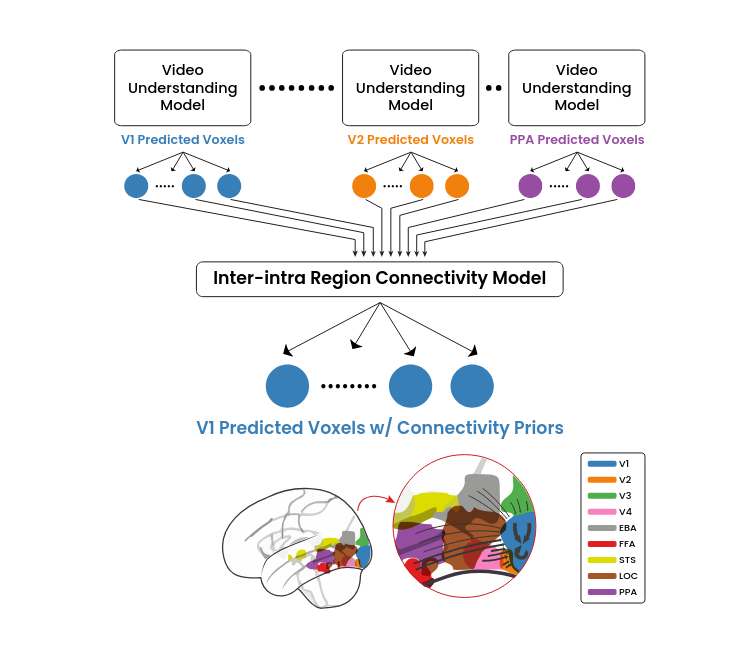 Video
Understanding
Model
Video
Understanding
Model
Video
Understanding
Model
V1 Predicted Voxels
V2 Predicted Voxels
PPA Predicted Voxels
Inter-intra Region Connectivity Model
V1 Predicted Voxels w/ Connectivity Priors
V1
V2
V3
V4
EBA
FFA
STS
LOC
PPA